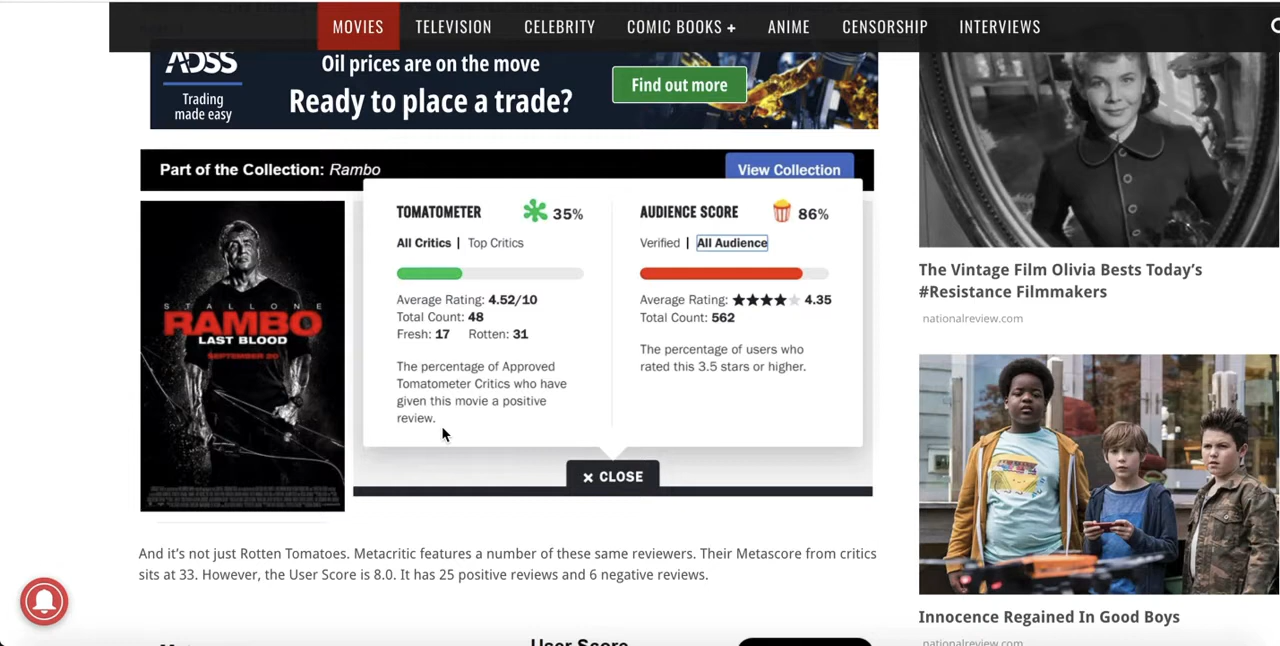 MOVIES TELEVISION CELEBRITY COMIC BOOKS + ANIME CENSORSHIP INTERVIEWS
ADSS
Trading
made easy
Oil prices are on the move
Ready to place a trade?
Find out more
Part of the Collection: Rambo
View Collection
STALLONE
RAMBO
LAST BLOOD
SEPTEMBER 20
TOMATOMETER 35%
All Critics | Top Critics
Average Rating: 4.52/10
Total Count: 48
Fresh: 17 Rotten: 31
The percentage of Approved
Tomatometer Critics who have
given this movie a positive
review.
AUDIENCE SCORE 86%
Verified | All Audience
Average Rating: ★★★★☆ 4.35
Total Count: 562
The percentage of users who
rated this 3.5 stars or higher.
× CLOSE
And it's not just Rotten Tomatoes. Metacritic features a number of these same reviewers. Their Metascore from critics
sits at 33. However, the User Score is 8.0. It has 25 positive reviews and 6 negative reviews.
User Score
The Vintage Film Olivia Bests Today's
#Resistance Filmmakers
nationalreview.com
Innocence Regained In Good Boys
nationalreview.com